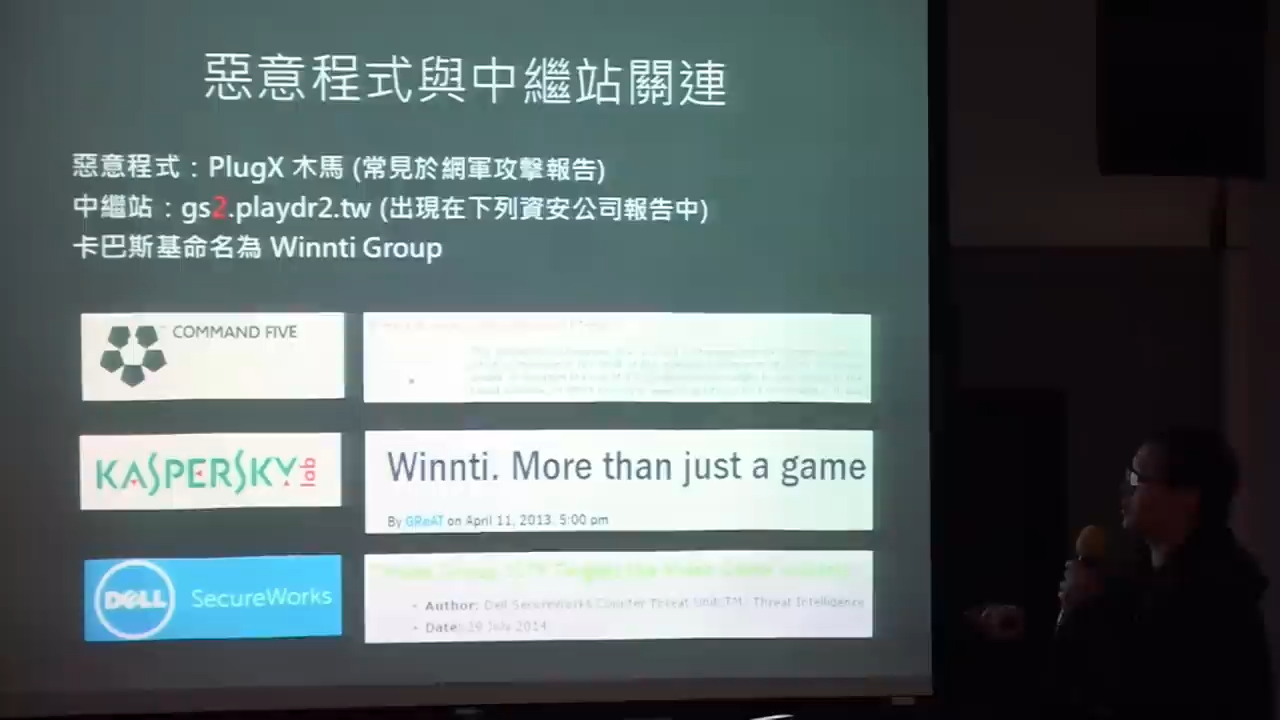 惡意程式與中繼站關連
惡意程式：PlugX 木馬 (常見於網軍攻擊報告)
中繼站：gs2.playdr2.tw (出現在下列資安公司報告中)
卡巴斯基命名為 Winnti Group
COMMAND FIVE
KASPERSKY lab
Winnti. More than just a game
By GReAT on April 11, 2013. 5:00 pm
DELL SecureWorks
Author: Dell SecureWorks Counter Threat Unit TM Threat Intelligence
Date: 29 July 2014